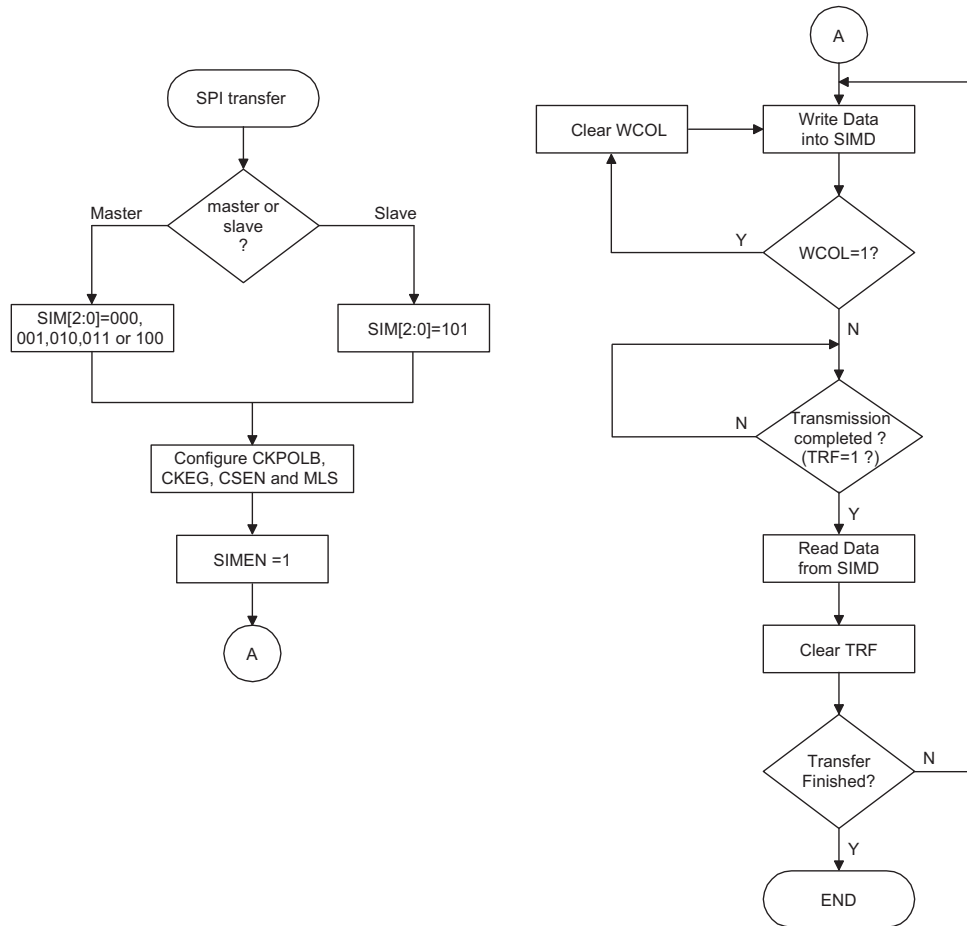 SPI transfer
master or
slave
?
Master
Slave
SIM[2:0]=000,
001,010,011 or 100
SIM[2:0]=101
Configure CKPOLB,
CKEG, CSEN and MLS
SIMEN =1
A
A
Clear WCOL
Write Data
into SIMD
Y
WCOL=1?
N
N
Transmission
completed ?
(TRF=1 ?)
Y
Read Data
from SIMD
Clear TRF
Transfer
Finished?
N
Y
END